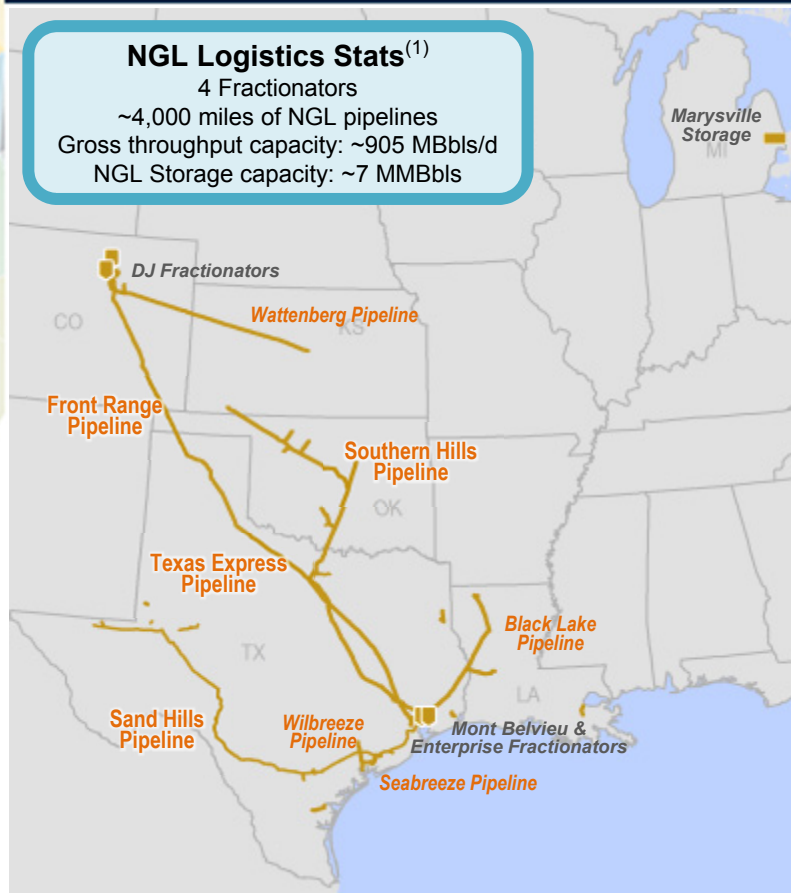 NGL Logistics Stats(1)
4 Fractionators
~4,000 miles of NGL pipelines
Gross throughput capacity: ~905 MBbls/d
NGL Storage capacity: ~7 MMBbls
Marysville
Storage
MI
DJ Fractionators
CO
Wattenberg Pipeline
KS
Front Range
Pipeline
Southern Hills
Pipeline
OK
Texas Express
Pipeline
Black Lake
Pipeline
TX
LA
Sand Hills
Pipeline
Wilbreeze
Pipeline
Mont Belvieu &
Enterprise Fractionators
Seabreeze Pipeline